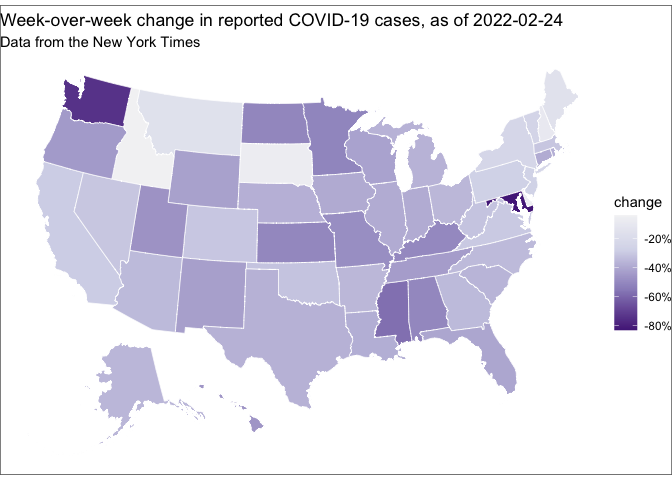 Week-over-week change in reported COVID-19 cases, as of 2022-02-24
Data from the New York Times
change
-20%
-40%
-60%
-80%